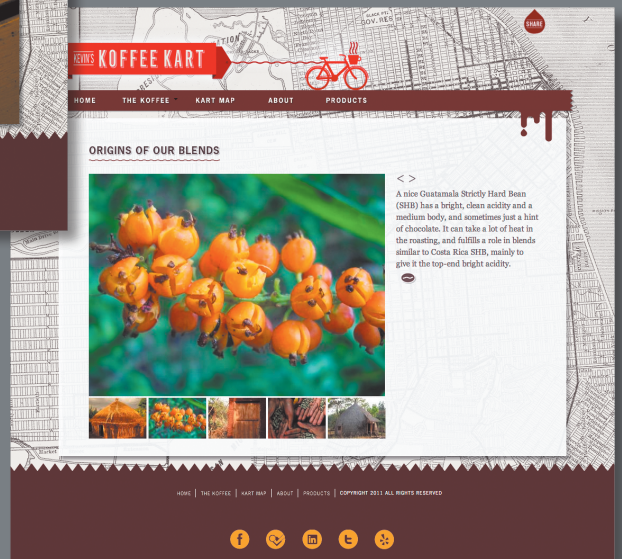 SHARE
KEVIN'S KOFFEE KART
HOME THE KOFFEE KART MAP ABOUT PRODUCTS
ORIGINS OF OUR BLENDS
< >
A nice Guatamala Strictly Hard Bean
(SHB) has a bright, clean acidity and a
medium body, and sometimes just a hint
of chocolate. It can take a lot of heat in
the roasting, and fulfills a role in blends
similar to Costa Rica SHB, mainly to
give it the top-end bright acidity.
Market
HOME | THE KOFFEE | KART MAP | ABOUT | PRODUCTS | COPYRIGHT 2011 ALL RIGHTS RESERVED